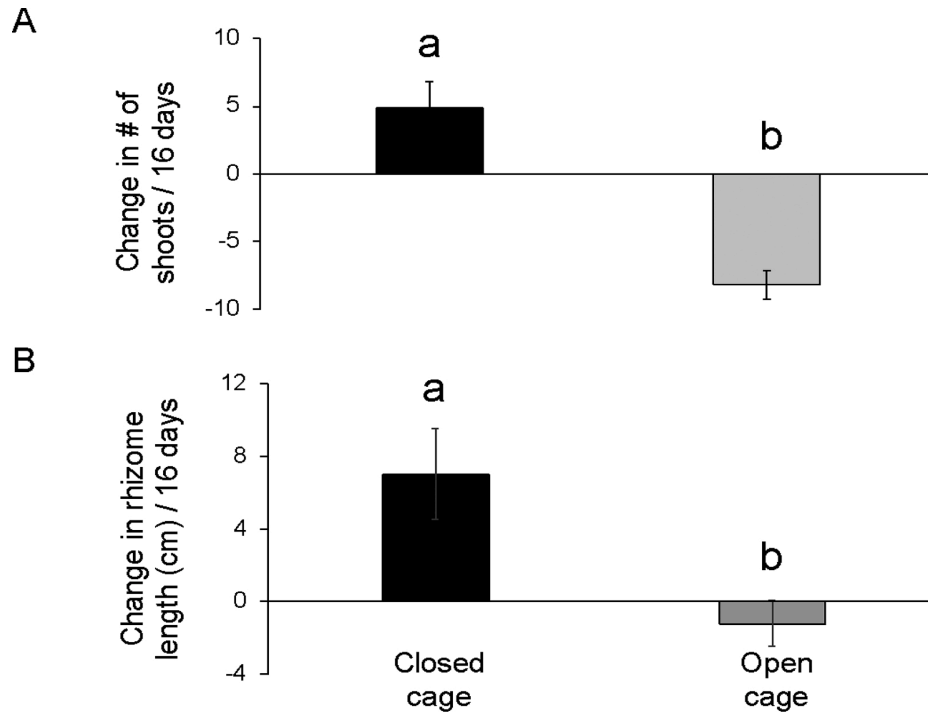 A
Change in # of
shoots / 16 days
10
5
0
-5
-10
a
b
B
Change in rhizome
length (cm) / 16 days
12
8
4
0
-4
a
b
Closed
cage
Open
cage